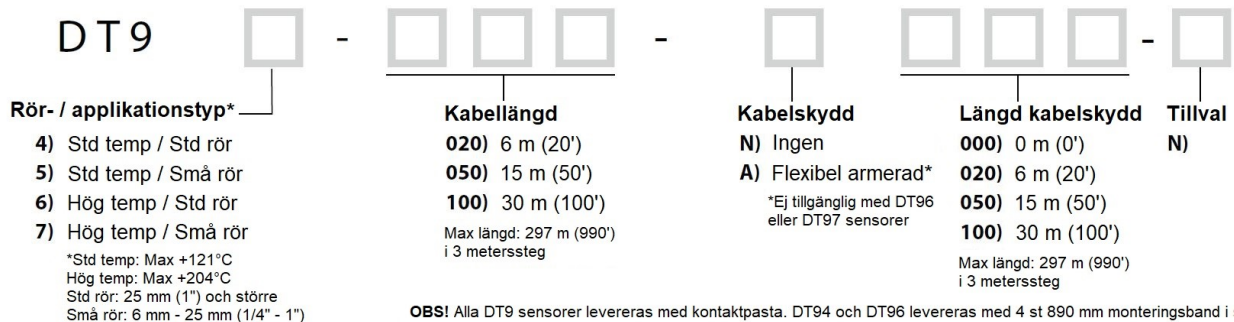 DT9 - - -
Rör- / applikationstyp*
4) Std temp / Std rör
5) Std temp / Små rör
6) Hög temp / Std rör
7) Hög temp / Små rör
*Std temp: Max +121°C
Hög temp: Max +204°C
Std rör: 25 mm (1") och större
Små rör: 6 mm - 25 mm (1/4" - 1")
Kabellängd
020) 6 m (20')
050) 15 m (50')
100) 30 m (100')
Max längd: 297 m (990')
i 3 meterssteg
Kabelskydd
N) Ingen
A) Flexibel armerad*
*Ej tillgänglig med DT96
eller DT97 sensorer
Längd kabelskydd
000) 0 m (0')
020) 6 m (20')
050) 15 m (50')
100) 30 m (100')
Max längd: 297 m (990')
i 3 meterssteg
Tillval
N)
OBS! Alla DT9 sensorer levereras med kontaktpasta. DT94 och DT96 levereras med 4 st 890 mm monteringsband i